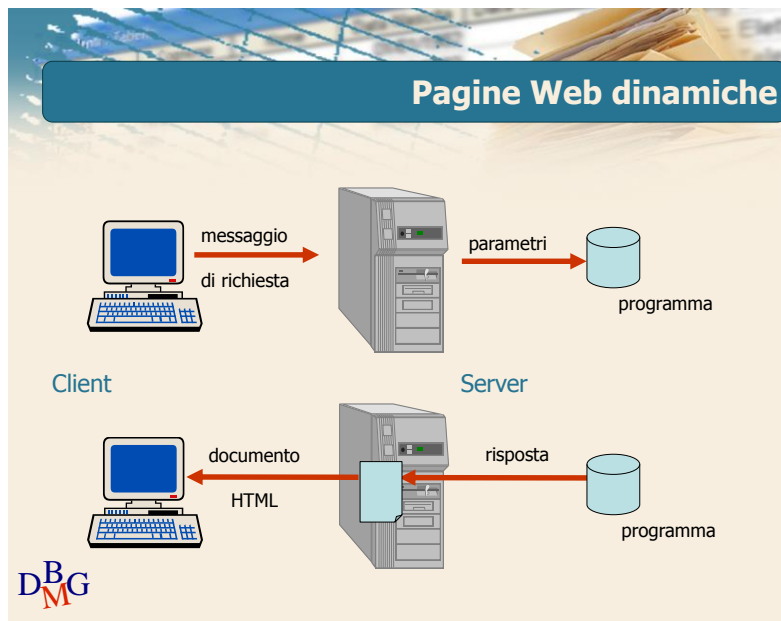 Pagine Web dinamiche
messaggio
di richiesta
parametri
programma
Client
Server
documento
HTML
risposta
programma
DBMG